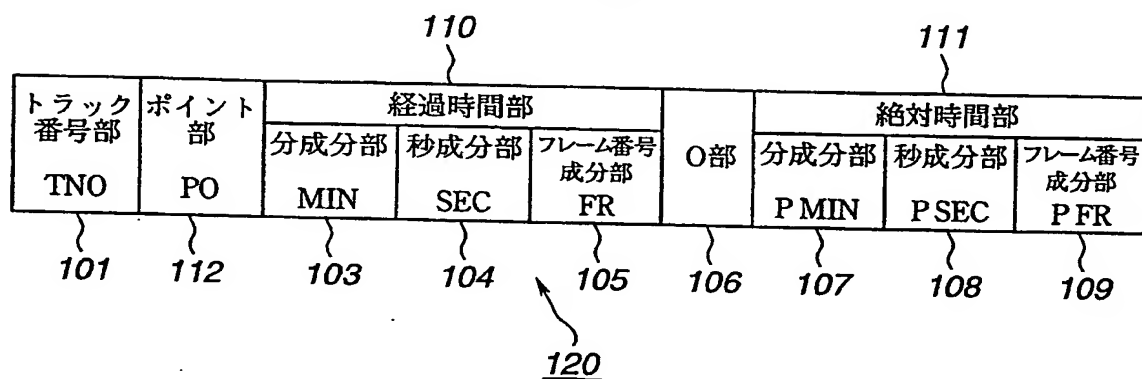 110
111
トラック番号部
TNO
ポイント部
PO
経過時間部
分成分部
MIN
秒成分部
SEC
フレーム番号成分部
FR
O部
絶対時間部
分成分部
P MIN
秒成分部
P SEC
フレーム番号成分部
P FR
101
112
103
104
105
106
107
108
109
120